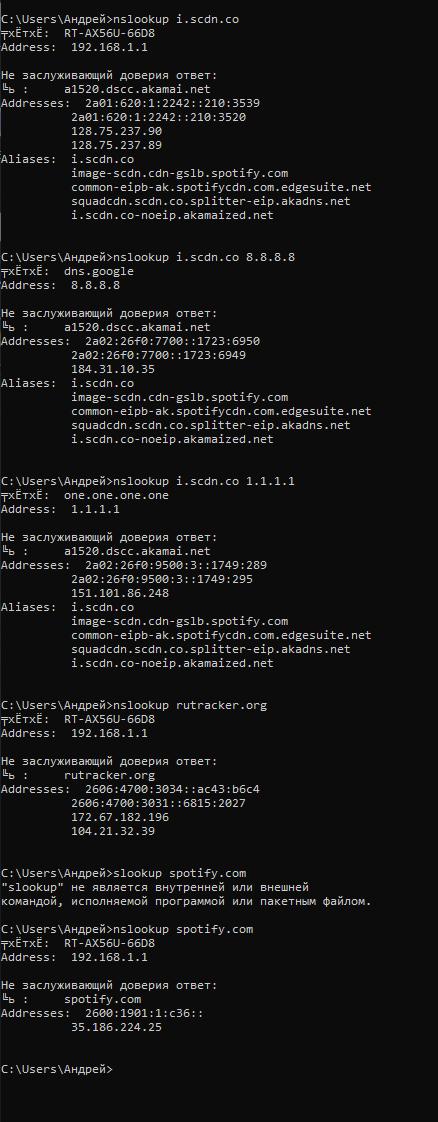 C:\Users\Андрей>nslookup i.scdn.co
╤хЁтхЁ:  RT-AX56U-66D8
Address:  192.168.1.1
Не заслуживающий доверия ответ:
╚ь :     a1520.dscc.akamai.net
Addresses:  2a01:620:1:2242::210:3539
2a01:620:1:2242::210:3520
128.75.237.90
128.75.237.89
Aliases:  i.scdn.co
image-scdn.cdn-gslb.spotify.com
common-eipb-ak.spotifycdn.com.edgesuite.net
squadcdn.scdn.co.splitter-eip.akadns.net
i.scdn.co-noeip.akamaized.net
C:\Users\Андрей>nslookup i.scdn.co 8.8.8.8
╤хЁтхЁ:  dns.google
Address:  8.8.8.8
Не заслуживающий доверия ответ:
╚ь :     a1520.dscc.akamai.net
Addresses:  2a02:26f0:7700::1723:6950
2a02:26f0:7700::1723:6949
184.31.10.35
Aliases:  i.scdn.co
image-scdn.cdn-gslb.spotify.com
common-eipb-ak.spotifycdn.com.edgesuite.net
squadcdn.scdn.co.splitter-eip.akadns.net
i.scdn.co-noeip.akamaized.net
C:\Users\Андрей>nslookup i.scdn.co 1.1.1.1
╤хЁтхЁ:  one.one.one.one
Address:  1.1.1.1
Не заслуживающий доверия ответ:
╚ь :     a1520.dscc.akamai.net
Addresses:  2a02:26f0:9500:3::1749:289
2a02:26f0:9500:3::1749:295
151.101.86.248
Aliases:  i.scdn.co
image-scdn.cdn-gslb.spotify.com
common-eipb-ak.spotifycdn.com.edgesuite.net
squadcdn.scdn.co.splitter-eip.akadns.net
i.scdn.co-noeip.akamaized.net
C:\Users\Андрей>nslookup rutracker.org
╤хЁтхЁ:  RT-AX56U-66D8
Address:  192.168.1.1
Не заслуживающий доверия ответ:
╚ь :     rutracker.org
Addresses:  2606:4700:3034::ac43:b6c4
2606:4700:3031::6815:2027
172.67.182.196
104.21.32.39
C:\Users\Андрей>slookup spotify.com
"slookup" не является внутренней или внешней
командой, исполняемой программой или пакетным файлом.
C:\Users\Андрей>nslookup spotify.com
╤хЁтхЁ:  RT-AX56U-66D8
Address:  192.168.1.1
Не заслуживающий доверия ответ:
╚ь :     spotify.com
Addresses:  2600:1901:1:c36::
35.186.224.25
C:\Users\Андрей>